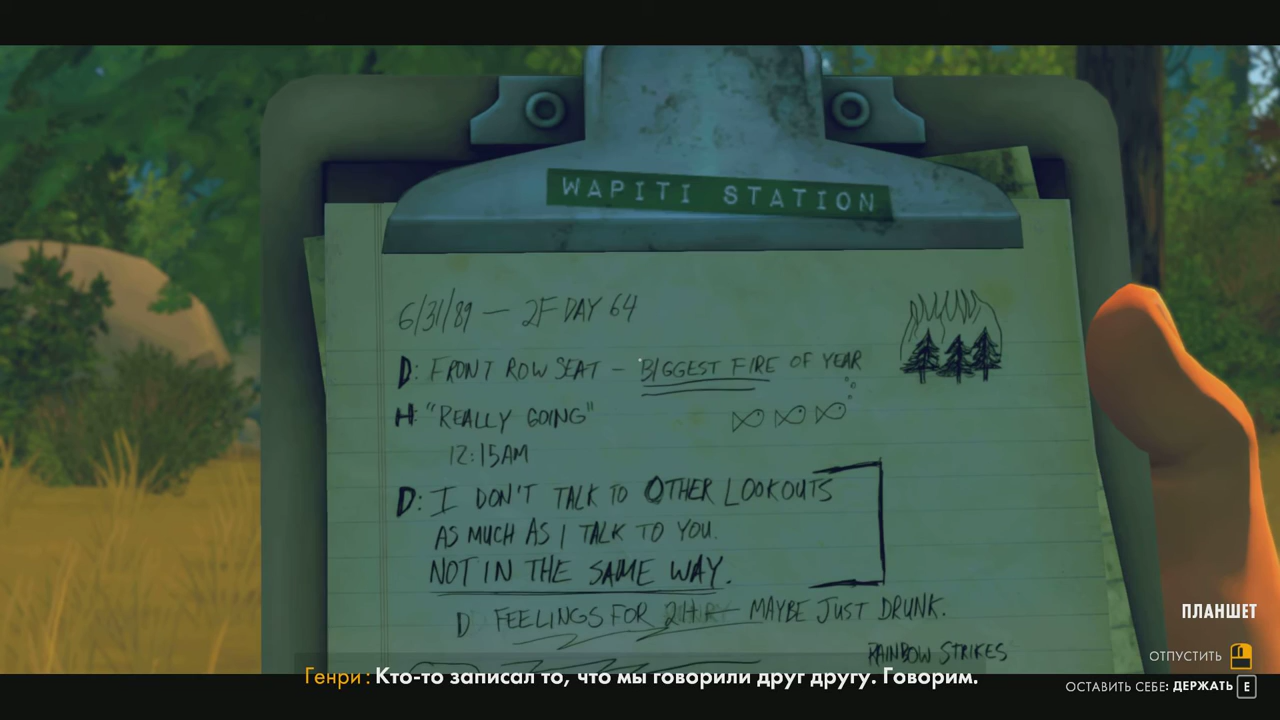 WAPITI STATION
6/31/89 — 2F DAY 64
D: FRONT ROW SEAT – BIGGEST FIRE OF YEAR
H: "REALLY GOING"
12:15AM
D: I DON'T TALK TO OTHER LOOKOUTS
AS MUCH AS I TALK TO YOU.
NOT IN THE SAME WAY.
D FEELINGS FOR — MAYBE JUST DRUNK.
RAINBOW STRIKES
Генри: Кто-то записал то, что мы говорили друг другу. Говорим.
ПЛАНШЕТ
ОТПУСТИТЬ
ОСТАВИТЬ СЕБЕ: ДЕРЖАТЬ E